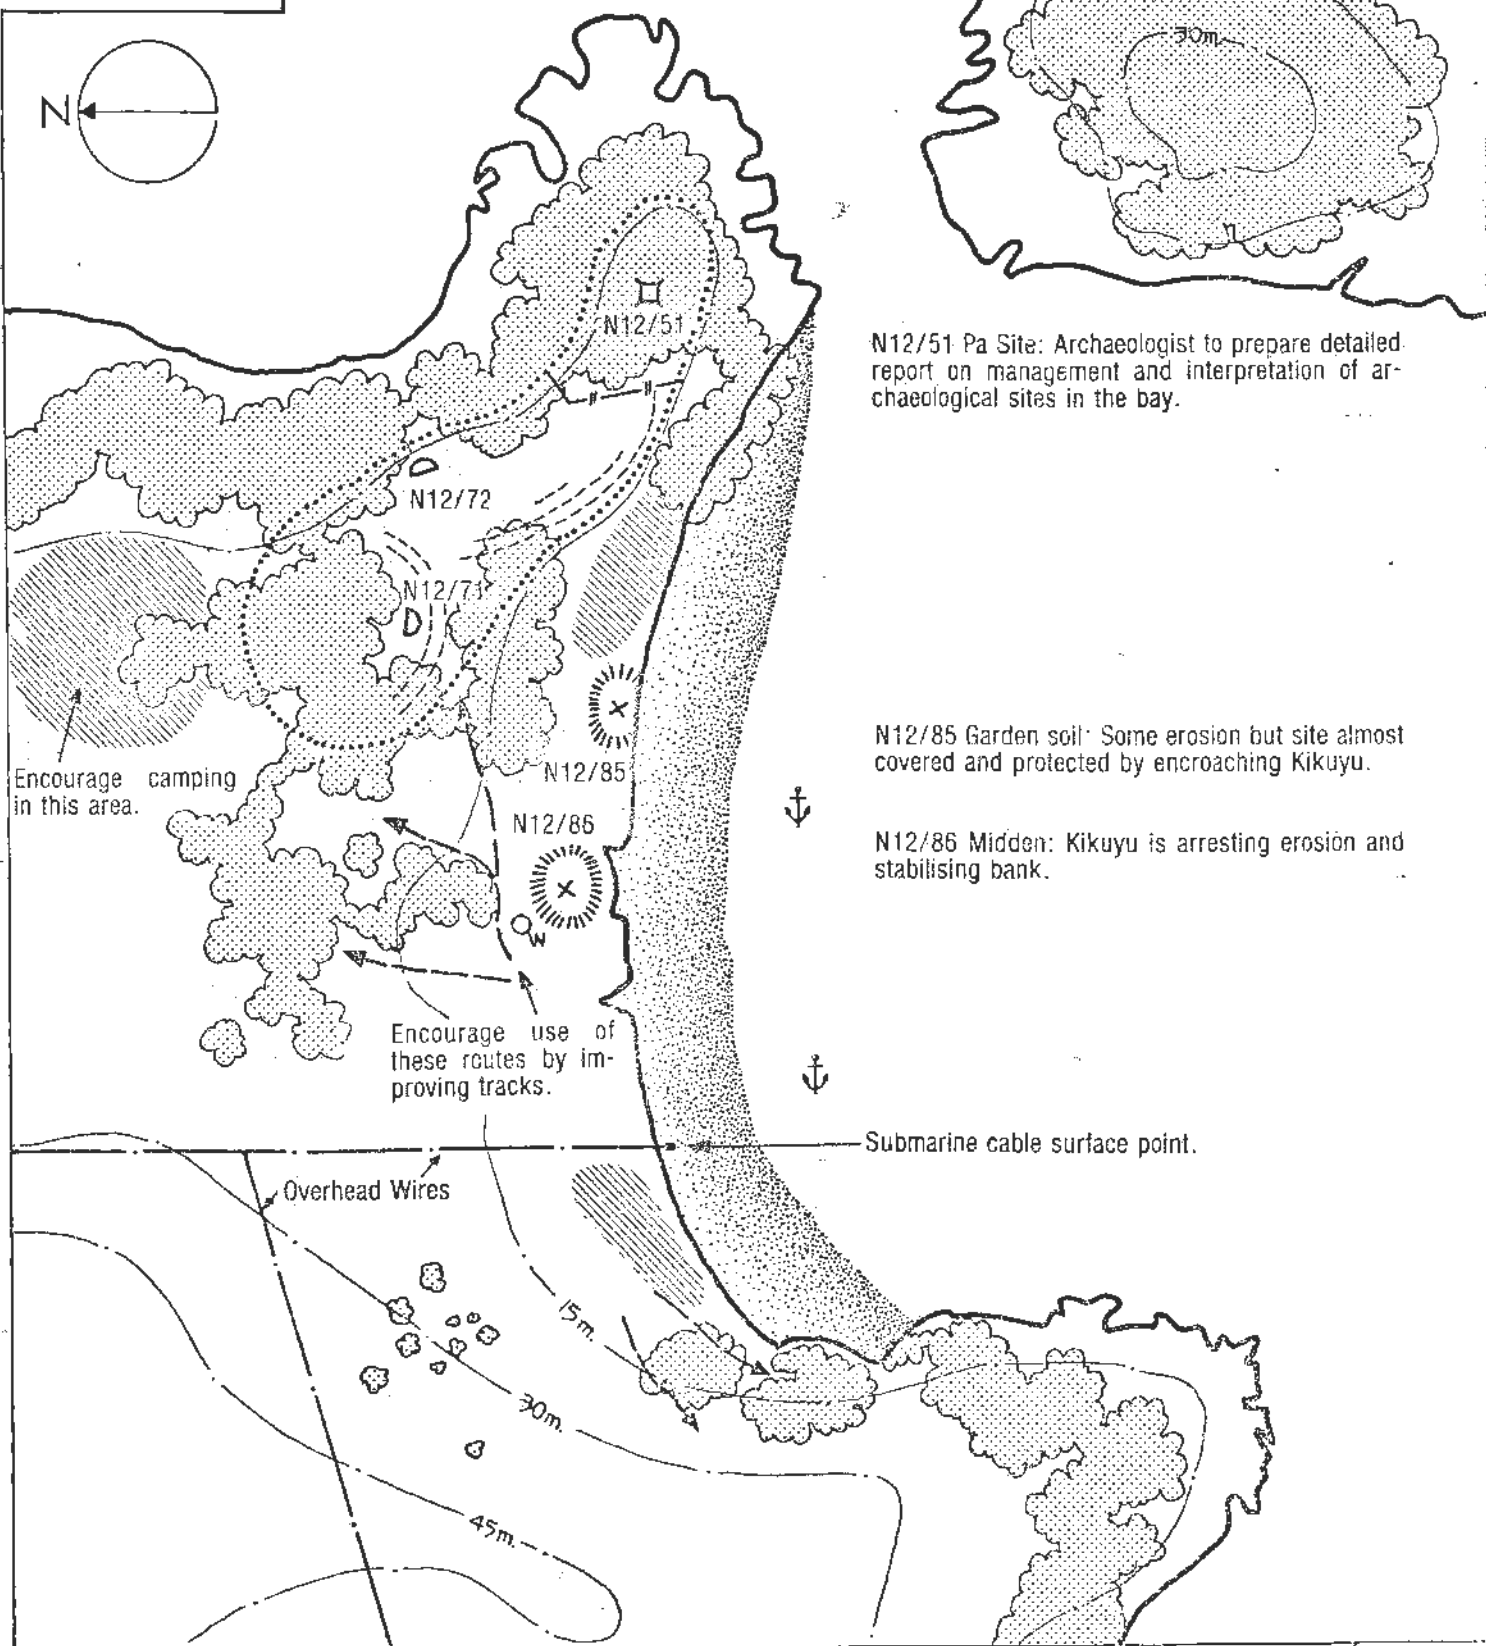 30m.
N
N12/51
N12/51 Pa Site: Archaeologist to prepare detailed
report on management and interpretation of ar-
chaeological sites in the bay.
N12/72
N12/71
N12/85 Garden soil: Some erosion but site almost
covered and protected by encroaching Kikuyu.
Encourage camping
in this area.
N12/85
N12/86
N12/86 Midden: Kikuyu is arresting erosion and
stabilising bank.
W
Encourage use of
these routes by im-
proving tracks.
Submarine cable surface point.
Overhead Wires
15m.
30m.
45m.